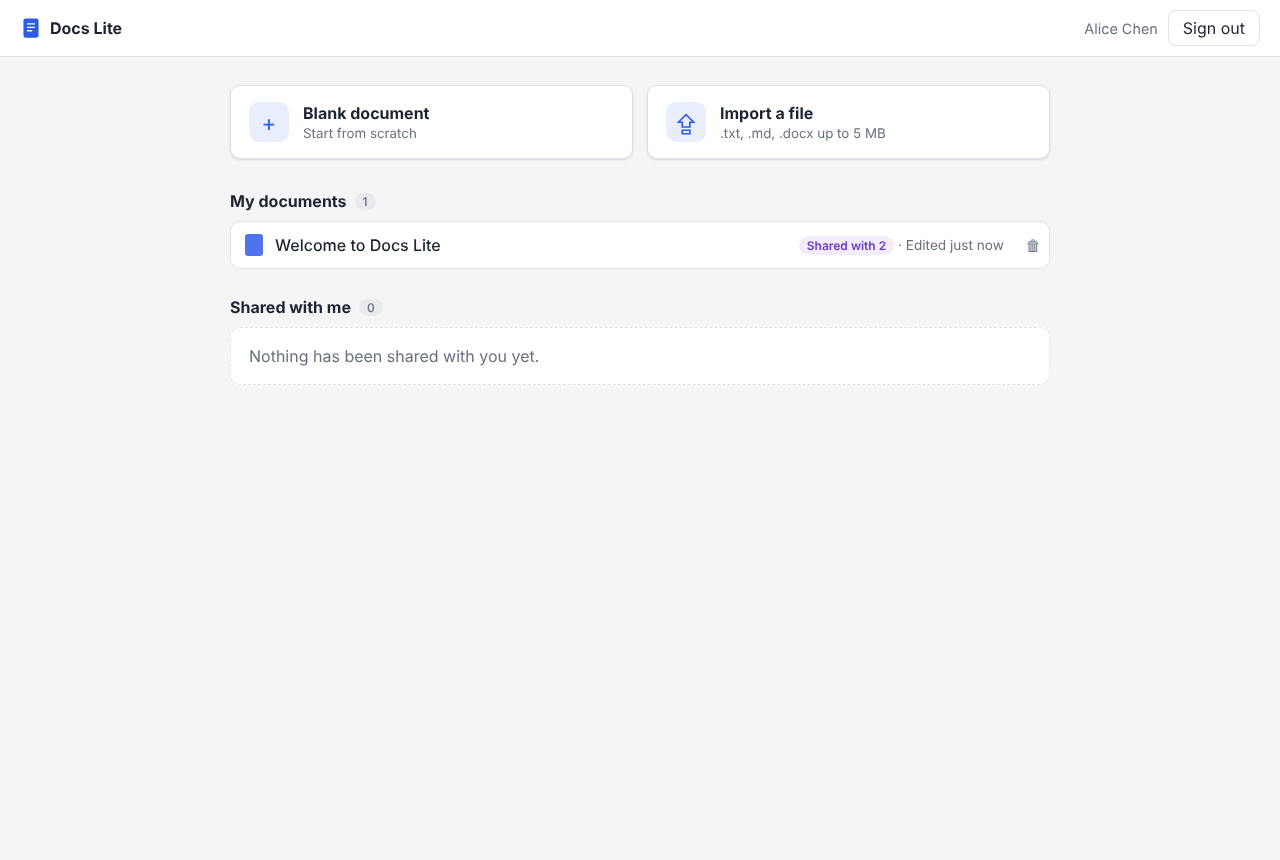 Docs Lite
Alice Chen
Sign out
+
Blank document
Start from scratch
Import a file
.txt, .md, .docx up to 5 MB
My documents 1
Welcome to Docs Lite
Shared with 2 · Edited just now
Shared with me 0
Nothing has been shared with you yet.